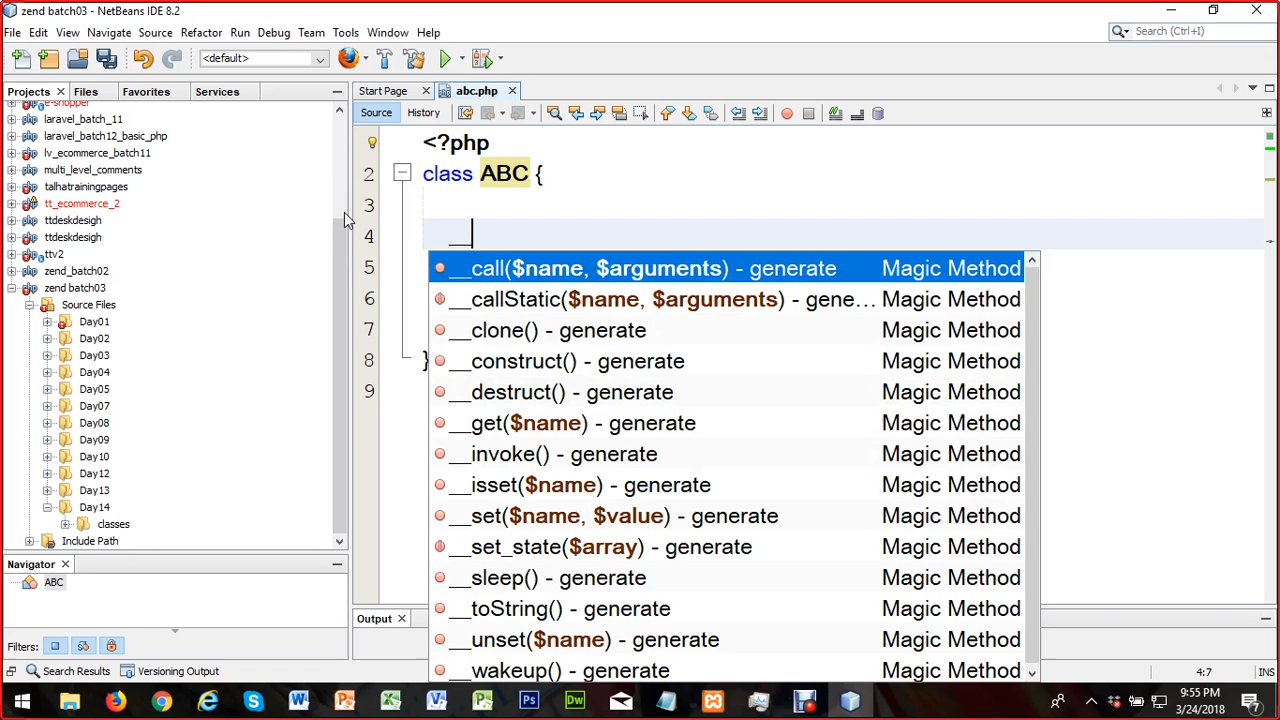 zend batch03 - NetBeans IDE 8.2
File Edit View Navigate Source Refactor Run Debug Team Tools Window Help
Search (Ctrl+I)
<default>
Projects Files Favorites Services
Start Page abc.php
Source History
e-shopper
laravel_batch_11
laravel_batch12_basic_php
lv_ecommerce_batch11
multi_level_comments
talhatrainingpages
tt_ecommerce_2
ttdeskdesigh
ttdeskdesigh
ttv2
zend_batch02
zend batch03
Source Files
Day01
Day02
Day03
Day04
Day05
Day06
Day07
Day08
Day09
Day10
Day12
Day13
Day14
classes
Include Path
Navigator
ABC
Filters:
<?php
2 class ABC {
3
4 __
5
6
7
8 }
9
__call($name, $arguments) - generate Magic Method
__callStatic($name, $arguments) - gene... Magic Method
__clone() - generate Magic Method
__construct() - generate Magic Method
__destruct() - generate Magic Method
__get($name) - generate Magic Method
__invoke() - generate Magic Method
__isset($name) - generate Magic Method
__set($name, $value) - generate Magic Method
__set_state($array) - generate Magic Method
__sleep() - generate Magic Method
__toString() - generate Magic Method
__unset($name) - generate Magic Method
__wakeup() - generate Magic Method
Output
Search Results Versioning Output
4:7 INS
9:55 PM
3/24/2018
7